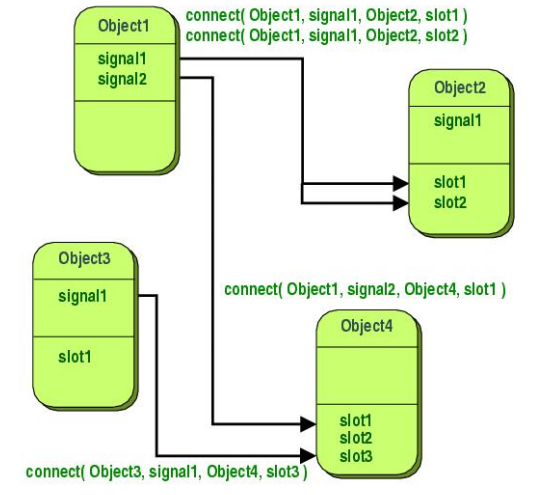 Object1
connect( Object1, signal1, Object2, slot1 )
connect( Object1, signal1, Object2, slot2 )
signal1
signal2
Object2
signal1
slot1
slot2
Object3
signal1
slot1
connect( Object1, signal2, Object4, slot1 )
Object4
slot1
slot2
slot3
connect( Object3, signal1, Object4, slot3 )